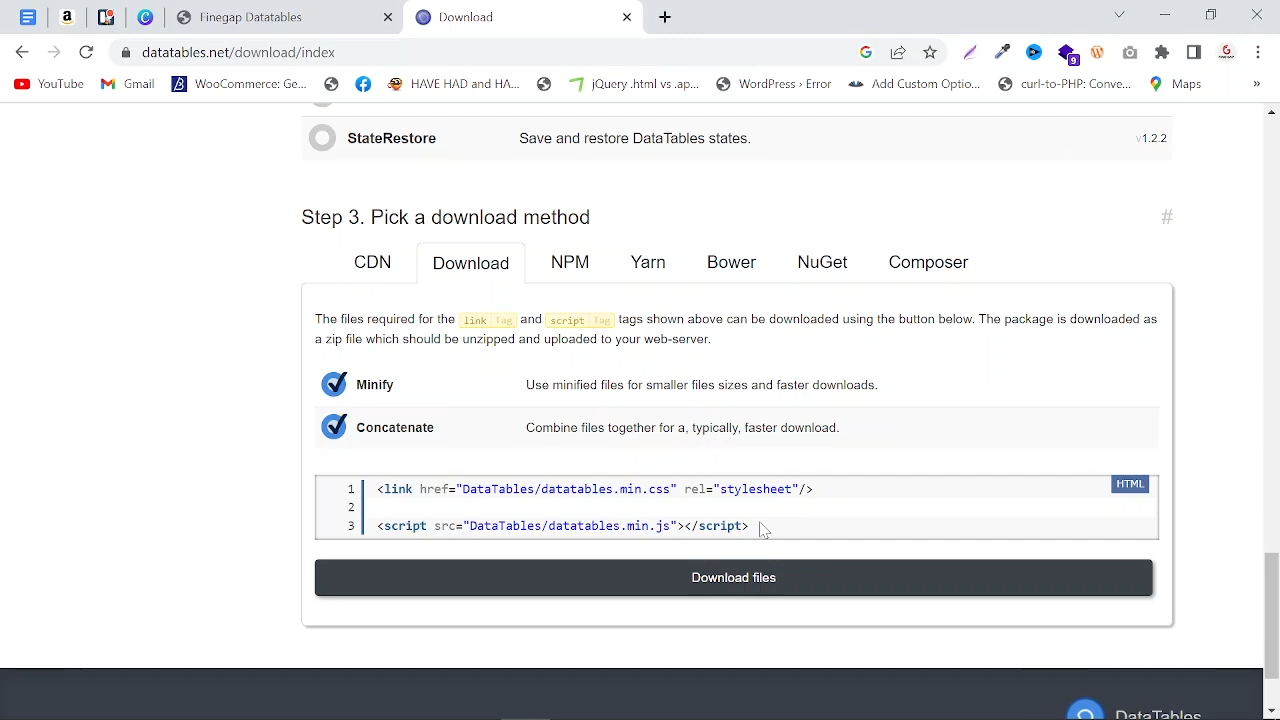 Finegap Datatables
Download
datatables.net/download/index
9
YouTube
Gmail
WooCommerce: Ge...
HAVE HAD and HA...
jQuery .html vs .ap...
WordPress › Error
Add Custom Optio...
curl-to-PHP: Conve...
Maps
»
StateRestore Save and restore DataTables states. v1.2.2
Step 3. Pick a download method #
CDN Download NPM Yarn Bower NuGet Composer
The files required for the link Tag and script Tag tags shown above can be downloaded using the button below. The package is downloaded as
a zip file which should be unzipped and uploaded to your web-server.
Minify Use minified files for smaller files sizes and faster downloads.
Concatenate Combine files together for a, typically, faster download.
HTML
1 <link href="DataTables/datatables.min.css" rel="stylesheet"/>
2
3 <script src="DataTables/datatables.min.js"></script>
Download files
DataTables